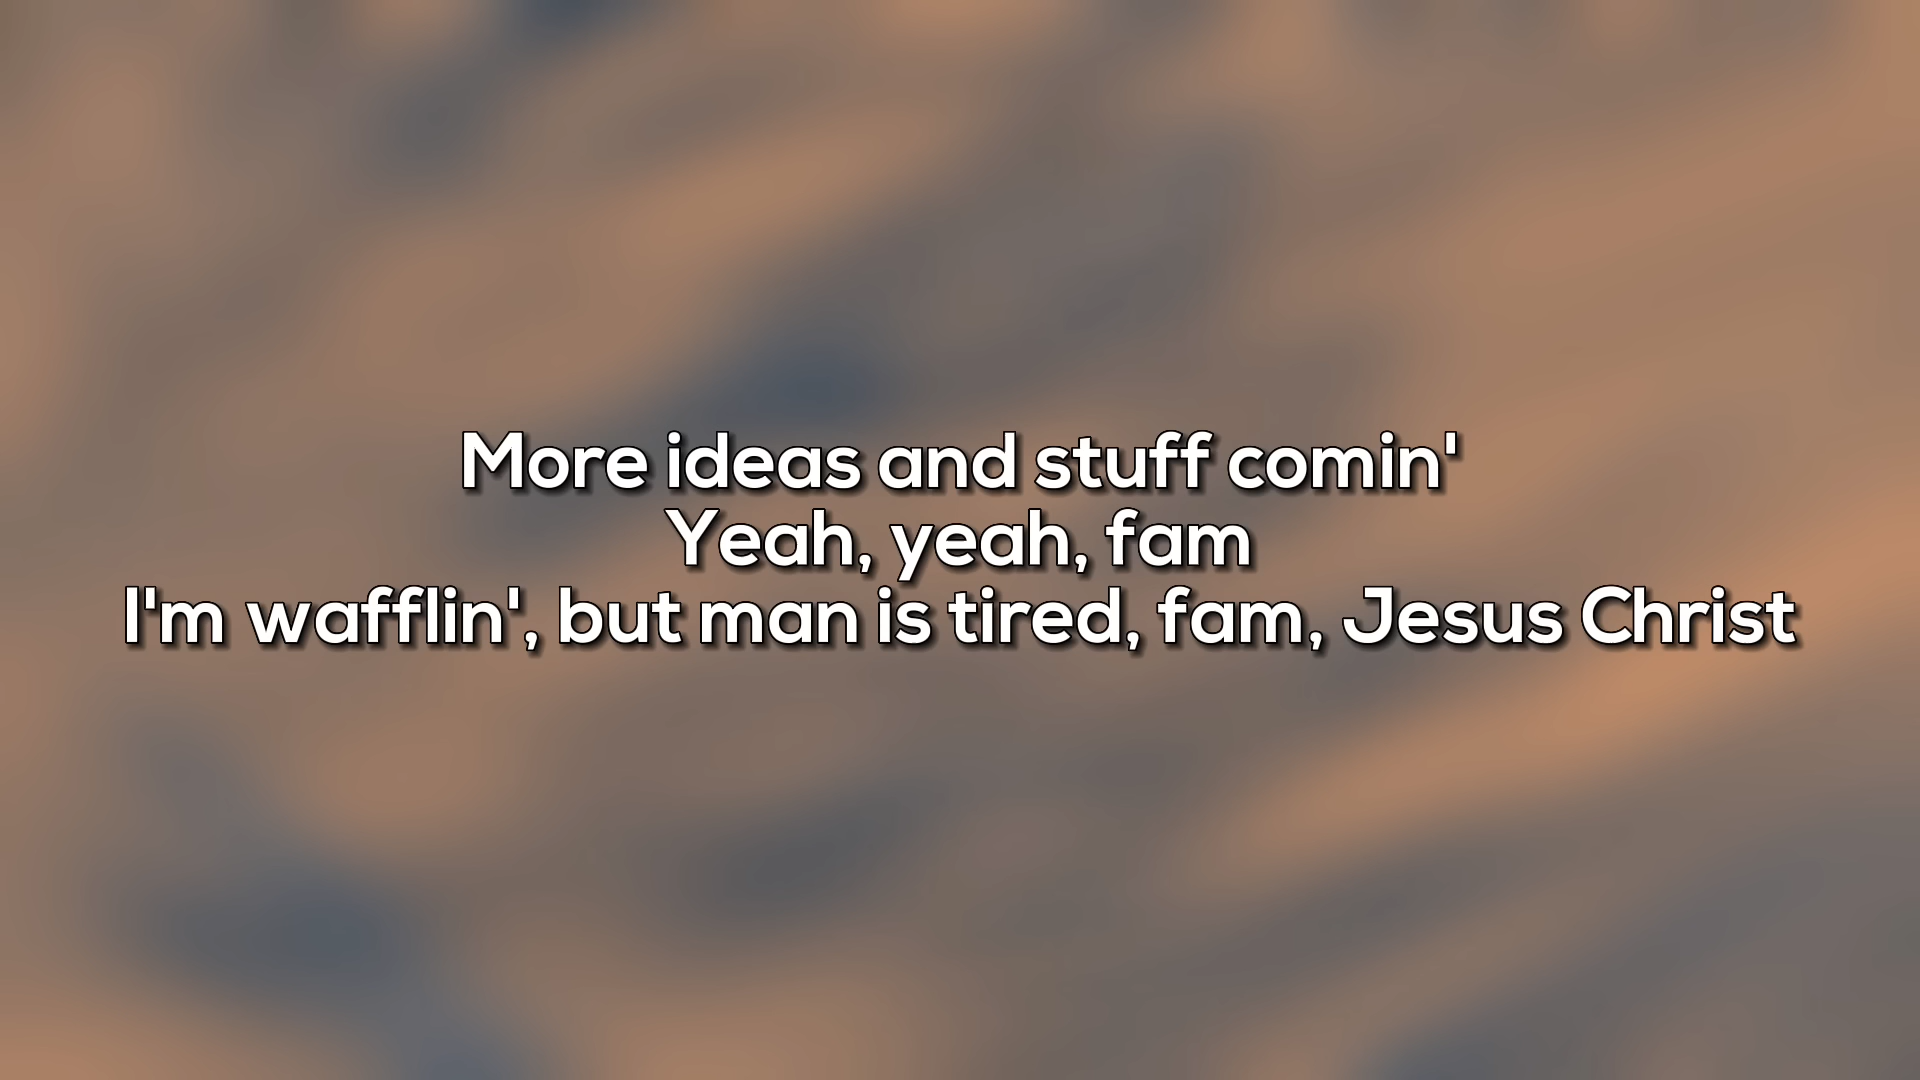 More ideas and stuff comin'
Yeah, yeah, fam
I'm wafflin', but man is tired, fam, Jesus Christ